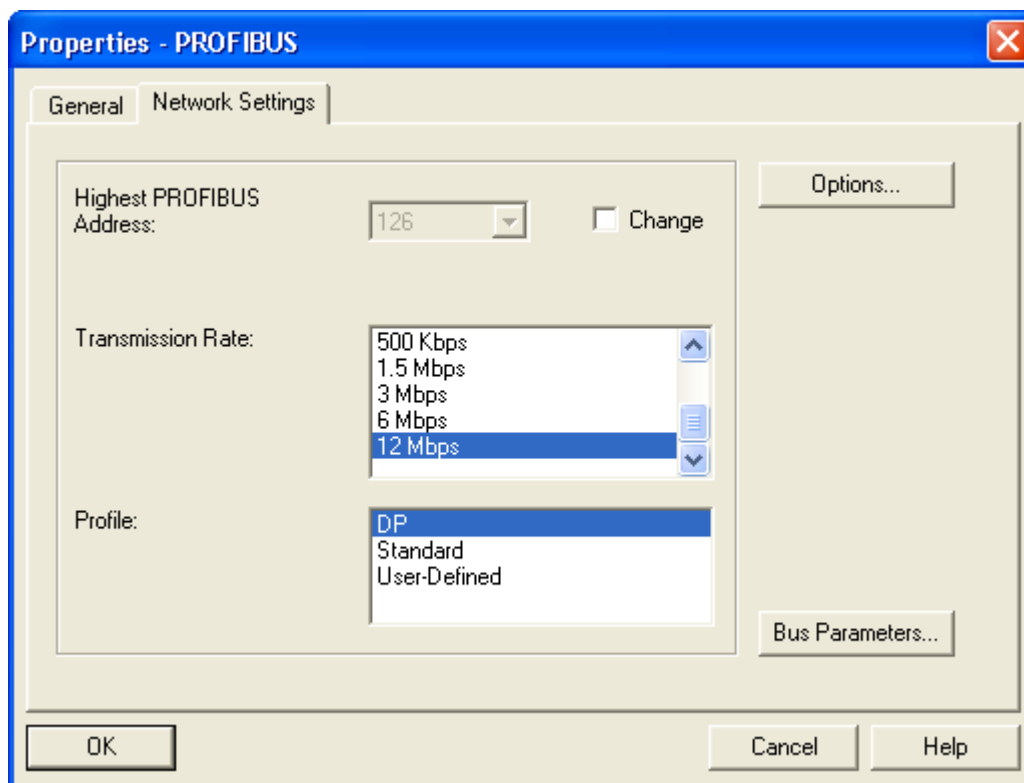 Properties - PROFIBUS
General
Network Settings
Highest PROFIBUS
Address:
126
Change
Options...
Transmission Rate:
500 Kbps
1.5 Mbps
3 Mbps
6 Mbps
12 Mbps
Profile:
DP
Standard
User-Defined
Bus Parameters...
OK
Cancel
Help